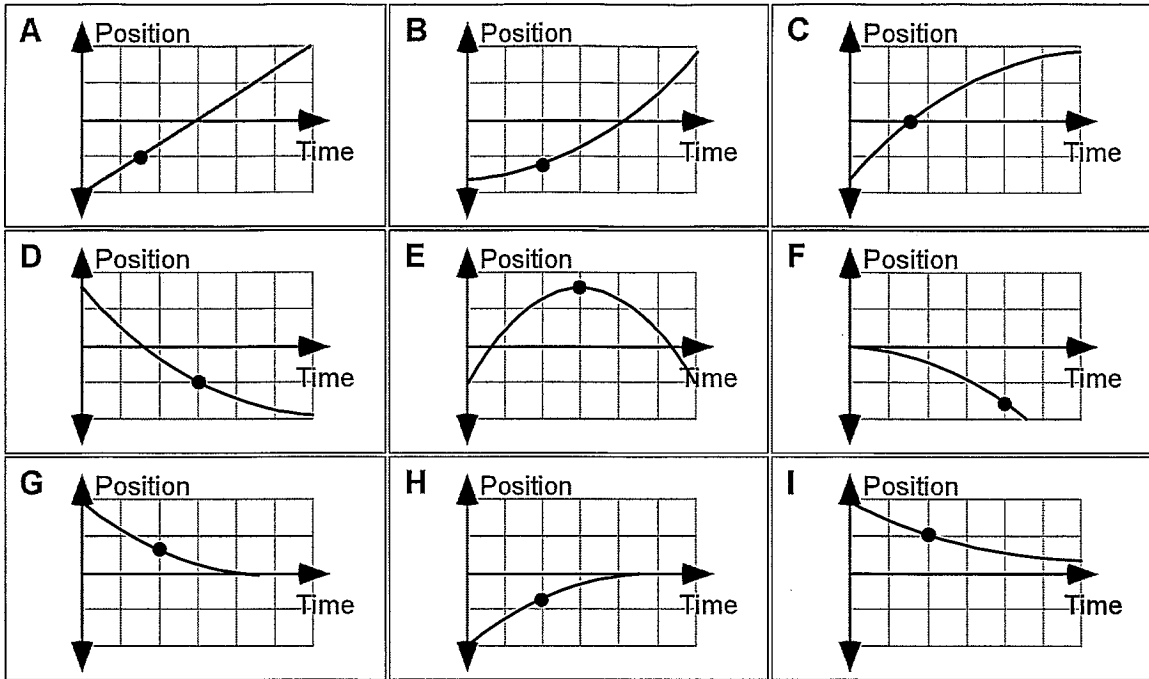 A Position
Time
B Position
Time
C Position
Time
D Position
Time
E Position
Time
F Position
Time
G Position
Time
H Position
Time
I Position
Time